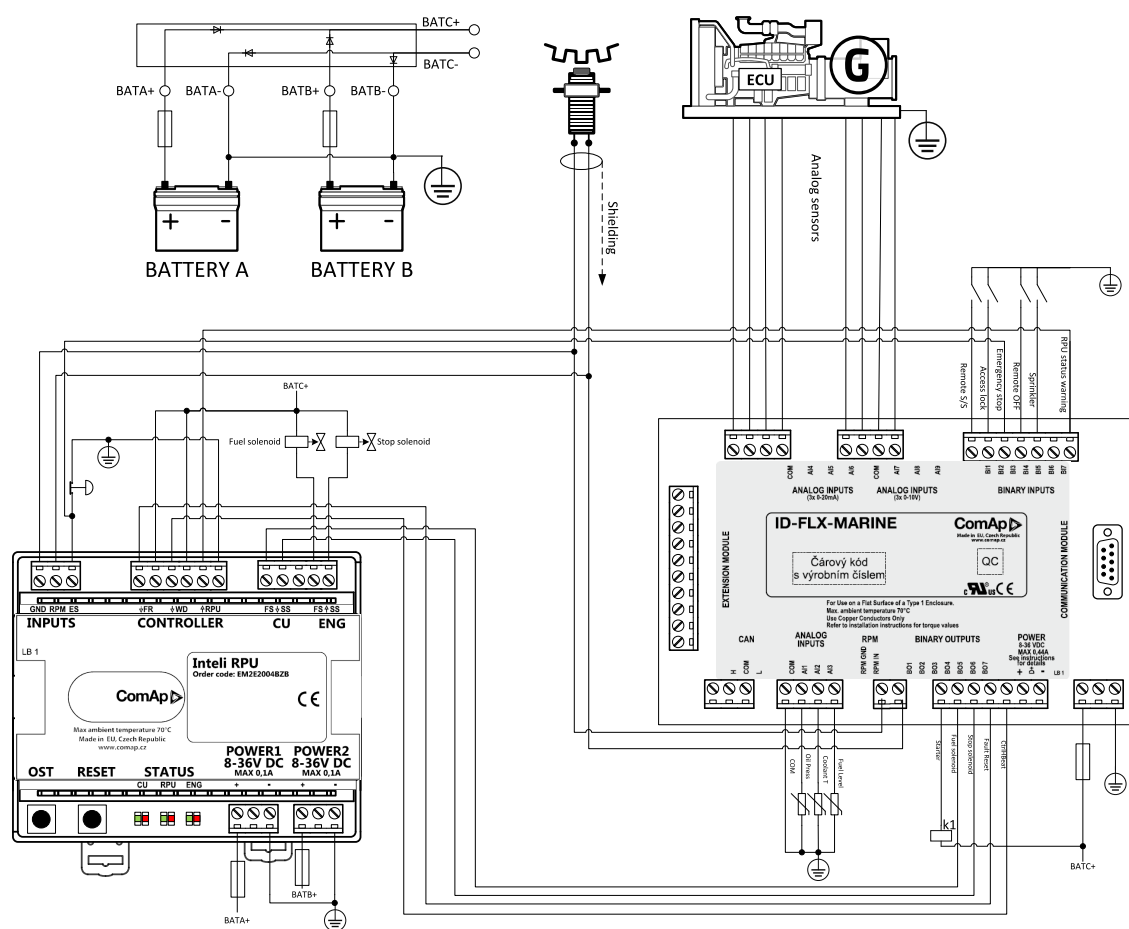 BATC+
BATC-
BATA+
BATA-
BATB+
BATB-
BATTERY A
BATTERY B
Shielding
ECU
G
Analog sensors
Remote S/S
Access lock
Emergency stop
Remote OFF
Sprinkler
RPU status warning
BATC+
Fuel solenoid
Stop solenoid
COM
AI4
AI5
AI6
COM
AI7
AI8
AI9
BI1
BI2
BI3
BI4
BI5
BI6
BI7
ANALOG INPUTS
(3x 0-20mA)
ANALOG INPUTS
(3x 0-10V)
BINARY INPUTS
ID-FLX-MARINE
ComAp
Made in EU, Czech Republic
www.comap.cz
Čárový kód
s výrobním číslem
QC
c RU us CE
EXTENSION MODULE
COMMUNICATION MODULE
For Use on a Flat Surface of a Type 1 Enclosure.
Max. ambient temperature 70°C
Use Copper Conductors Only
Refer to installation instructions for torque values
CAN
ANALOG
INPUTS
RPM
BINARY OUTPUTS
POWER
8-36 VDC
MAX 0,44A
See instructions
for details
H
COM
L
COM
AI1
AI2
AI3
RPM GND
RPM IN
BO1
BO2
BO3
BO4
BO5
BO6
BO7
+
D+
-
LB 1
GND RPM ES
FR
WD
RPU
FS
SS
FS
SS
INPUTS
CONTROLLER
CU
ENG
LB 1
ComAp
Max ambient temperature 70°C
Made in EU, Czech Republic
www.comap.cz
Inteli RPU
Order code: EM2E2004BZB
CE
POWER1
8-36V DC
MAX 0,1A
POWER2
8-36V DC
MAX 0,1A
OST
RESET
STATUS
CU
RPU
ENG
+
-
+
-
BATA+
BATB+
COM
Oil Press
Coolant T
Fuel Level
Starter
Fuel solenoid
Stop solenoid
Fault Reset
CtrlHBeat
k1
BATC+